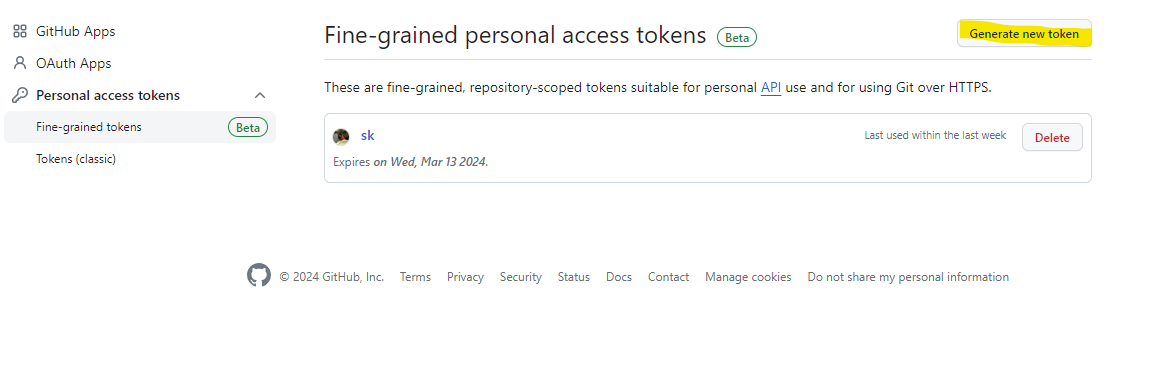 GitHub Apps
OAuth Apps
Personal access tokens
Fine-grained tokens Beta
Tokens (classic)
Fine-grained personal access tokens Beta
Generate new token
These are fine-grained, repository-scoped tokens suitable for personal API use and for using Git over HTTPS.
sk
Last used within the last week
Delete
Expires on Wed, Mar 13 2024.
© 2024 GitHub, Inc. Terms Privacy Security Status Docs Contact Manage cookies Do not share my personal information